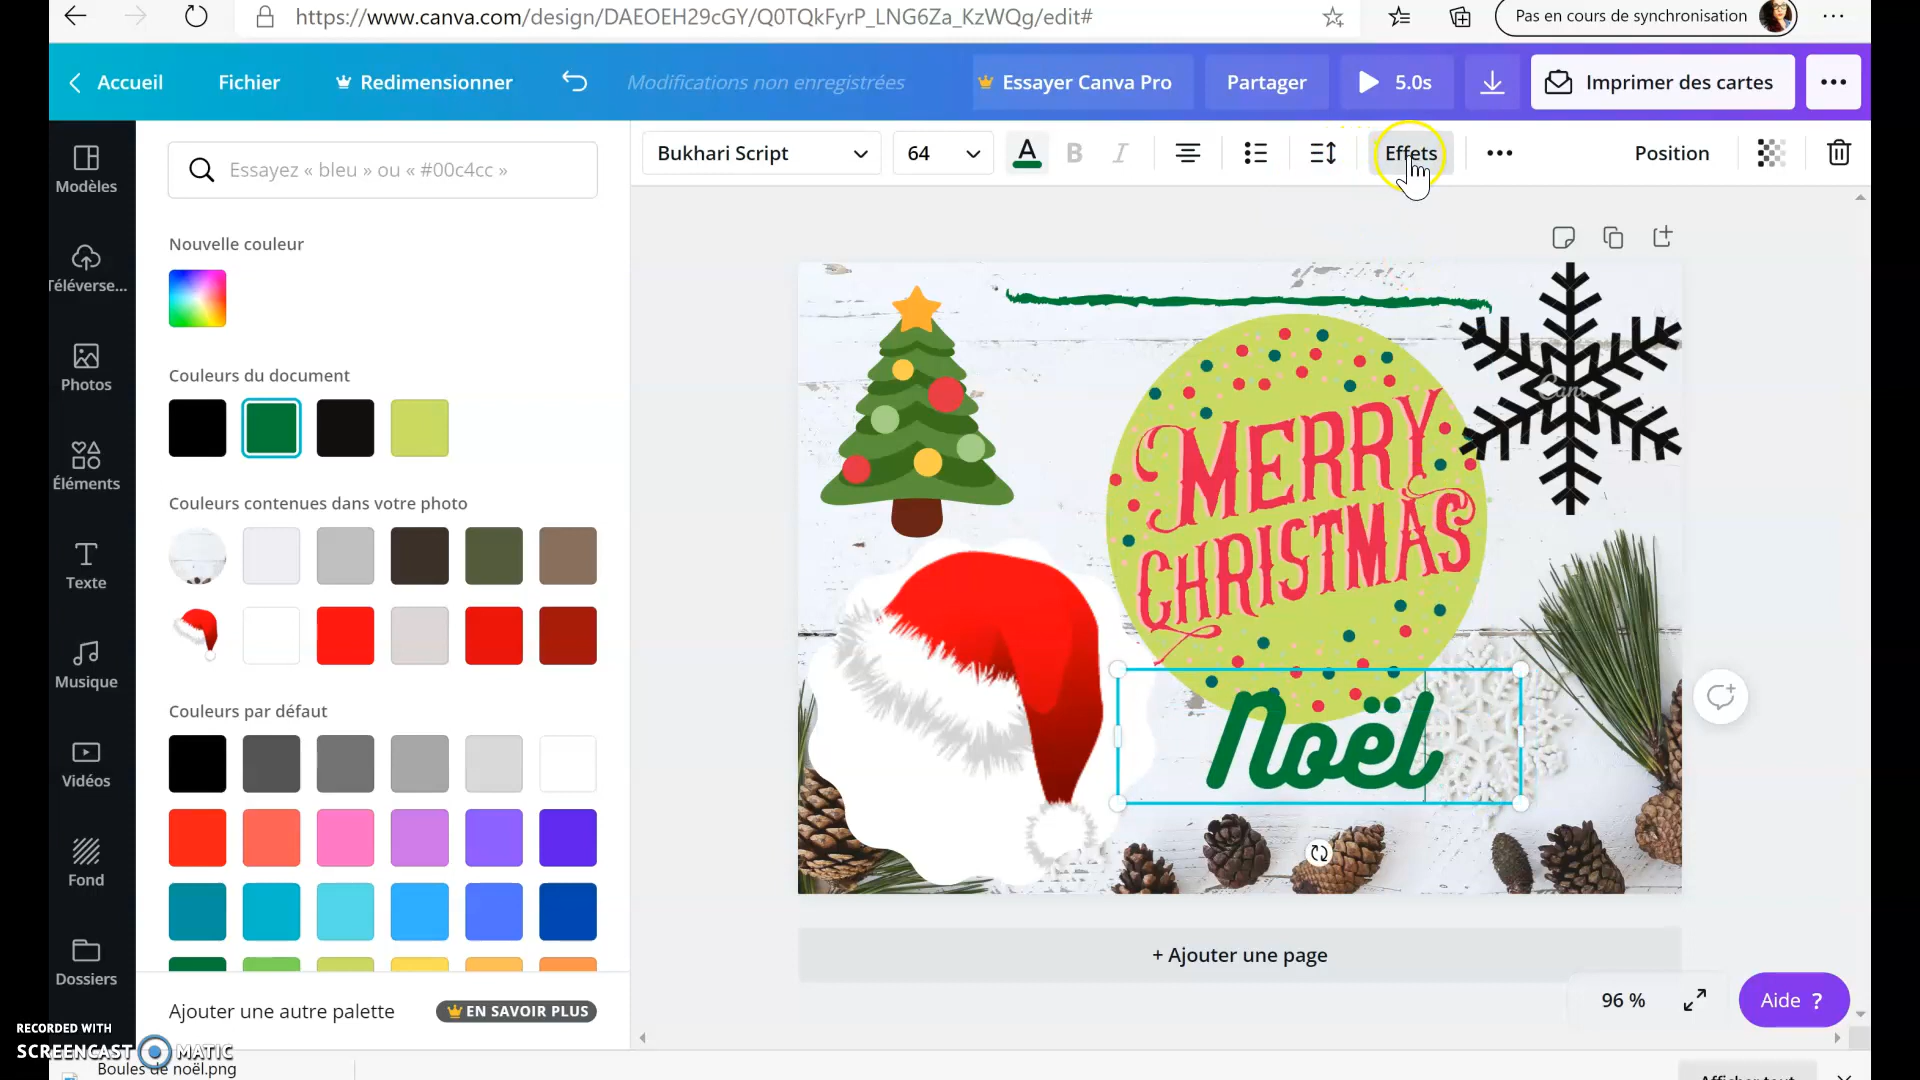 https://www.canva.com/design/DAEOEH29cGY/Q0TQkFyrP_LNG6Za_KzWQg/edit#
Pas en cours de synchronisation
Accueil
Fichier
Redimensionner
Modifications non enregistrées
Essayer Canva Pro
Partager
5.0s
Imprimer des cartes
Modèles
Téléverse...
Photos
Éléments
Texte
Musique
Vidéos
Fond
Dossiers
Essayez « bleu » ou « #00c4cc »
Bukhari Script
64
A
B
I
Effets
Position
Nouvelle couleur
Couleurs du document
Couleurs contenues dans votre photo
Couleurs par défaut
Ajouter une autre palette
EN SAVOIR PLUS
MERRY
CHRISTMAS
Noël
+ Ajouter une page
96 %
Aide ?
RECORDED WITH
SCREENCAST MATIC
Boules de noël.png
Afficher tout